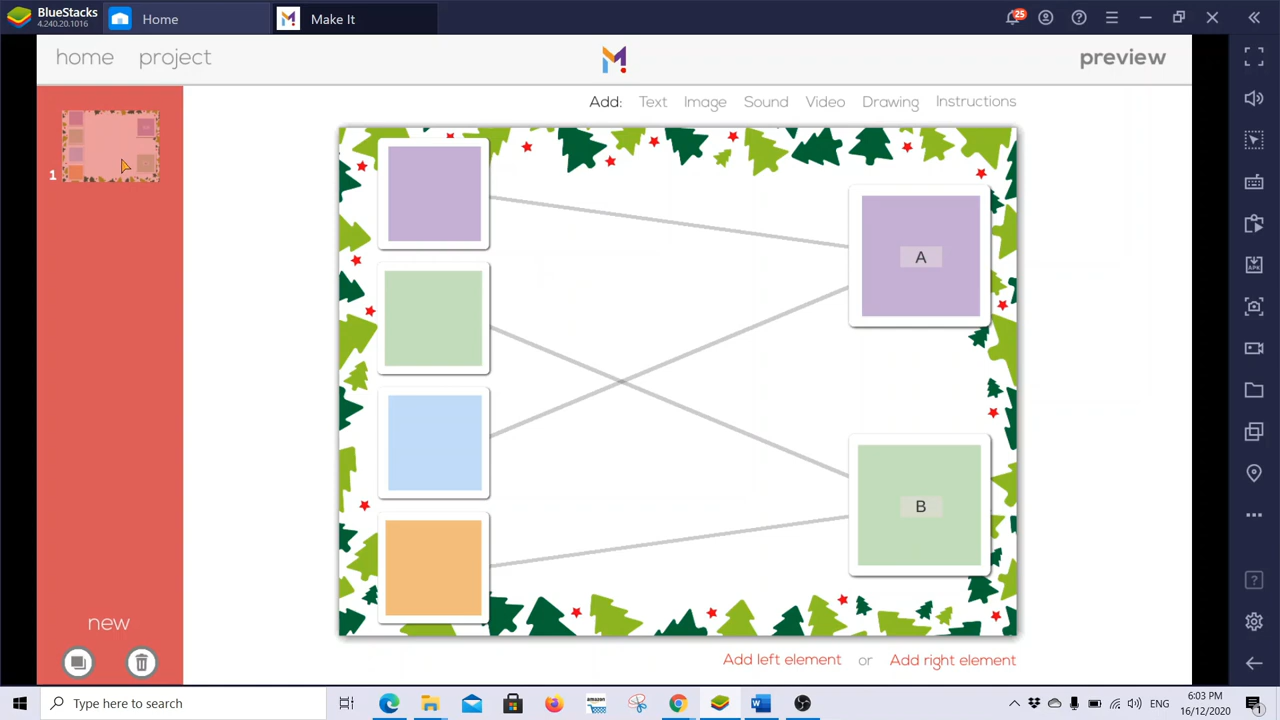 BlueStacks
4.240.20.1016
Home
Make It
25
home
project
preview
Add:
Text
Image
Sound
Video
Drawing
Instructions
1
A
B
new
Add left element
or
Add right element
Type here to search
ENG
6:03 PM
16/12/2020
1